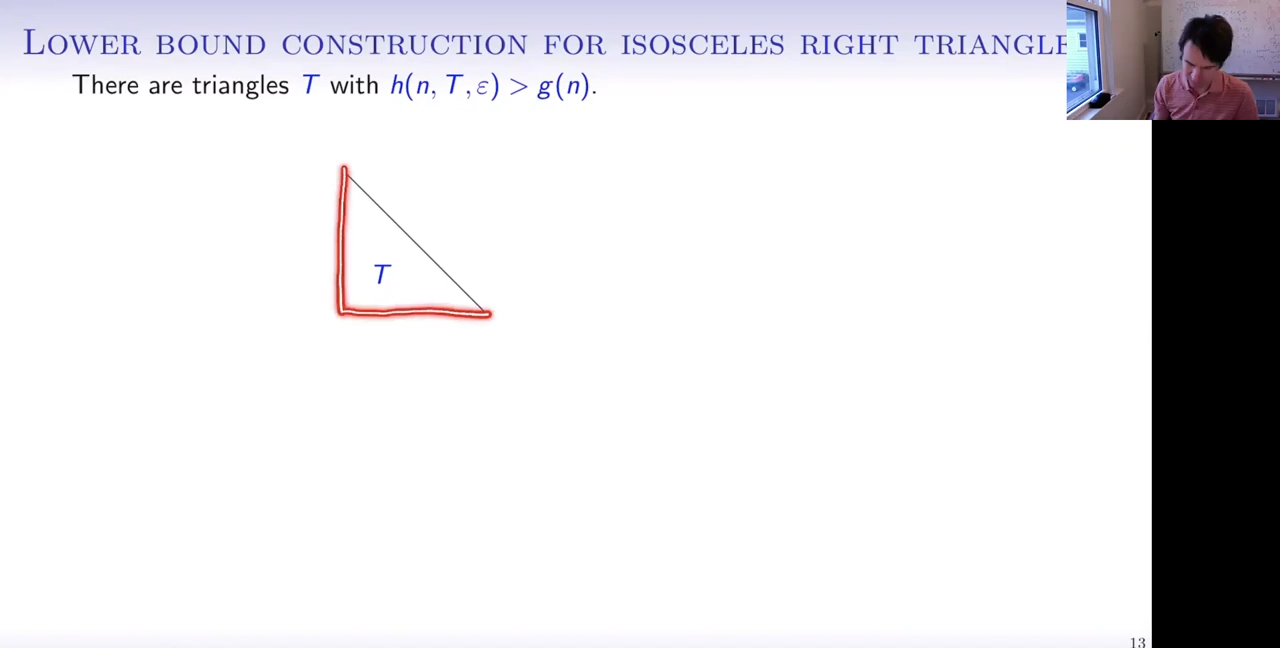 LOWER BOUND CONSTRUCTION FOR ISOSCELES RIGHT TRIANGLE
There are triangles T with h(n, T, ε) > g(n).
T
13